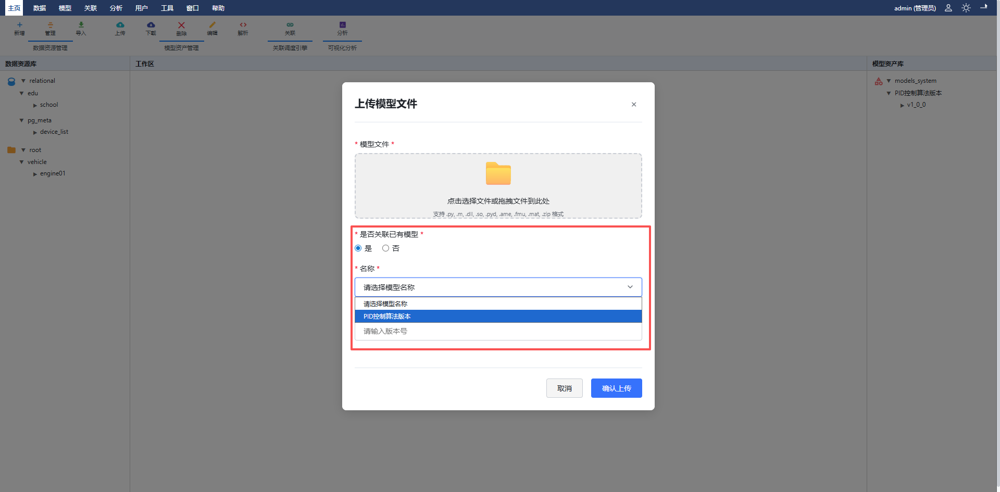 主页 数据 模型 关联 分析 用户 工具 窗口 帮助 admin (管理员)
新增 管理 导入 上传 下载 删除 编辑 解析 关联 分析
数据资源管理 模型资产管理 关联调度引擎 可视化分析
数据资源库 工作区 模型资产库
relational
edu
school
pg_meta
device_list
root
vehicle
engine01
上传模型文件 ×
* 模型文件 *
点击选择文件或拖拽文件到此处
支持 .py, .m, .dll, .so, .pyd, .ame, .fmu, .mat, .zip 格式
* 是否关联已有模型 *
是 否
* 名称 *
请选择模型名称
请选择模型名称
PID控制算法版本
请输入版本号
取消 确认上传
models_system
PID控制算法版本
v1_0_0